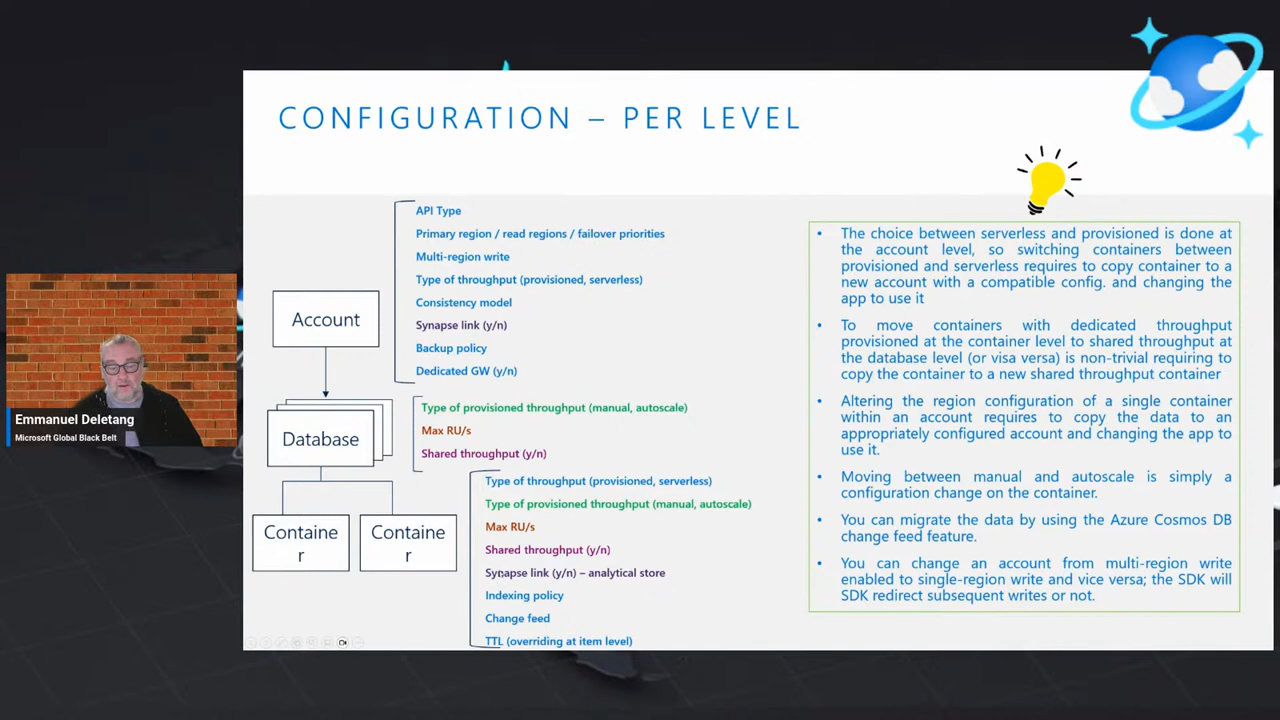 CONFIGURATION – PER LEVEL
API Type
Primary region / read regions / failover priorities
Multi-region write
Type of throughput (provisioned, serverless)
Consistency model
Synapse link (y/n)
Backup policy
Dedicated GW (y/n)
Account
Type of provisioned throughput (manual, autoscale)
Max RU/s
Shared throughput (y/n)
Database
Type of throughput (provisioned, serverless)
Type of provisioned throughput (manual, autoscale)
Max RU/s
Shared throughput (y/n)
Synapse link (y/n) – analytical store
Indexing policy
Change feed
TTL (overriding at item level)
Containe
r
Containe
r
• The choice between serverless and provisioned is done at
the account level, so switching containers between
provisioned and serverless requires to copy container to a
new account with a compatible config. and changing the
app to use it
• To move containers with dedicated throughput
provisioned at the container level to shared throughput at
the database level (or visa versa) is non-trivial requiring to
copy the container to a new shared throughput container
• Altering the region configuration of a single container
within an account requires to copy the data to an
appropriately configured account and changing the app to
use it.
• Moving between manual and autoscale is simply a
configuration change on the container.
• You can migrate the data by using the Azure Cosmos DB
change feed feature.
• You can change an account from multi-region write
enabled to single-region write and vice versa; the SDK will
SDK redirect subsequent writes or not.
Emmanuel Deletang
Microsoft Global Black Belt